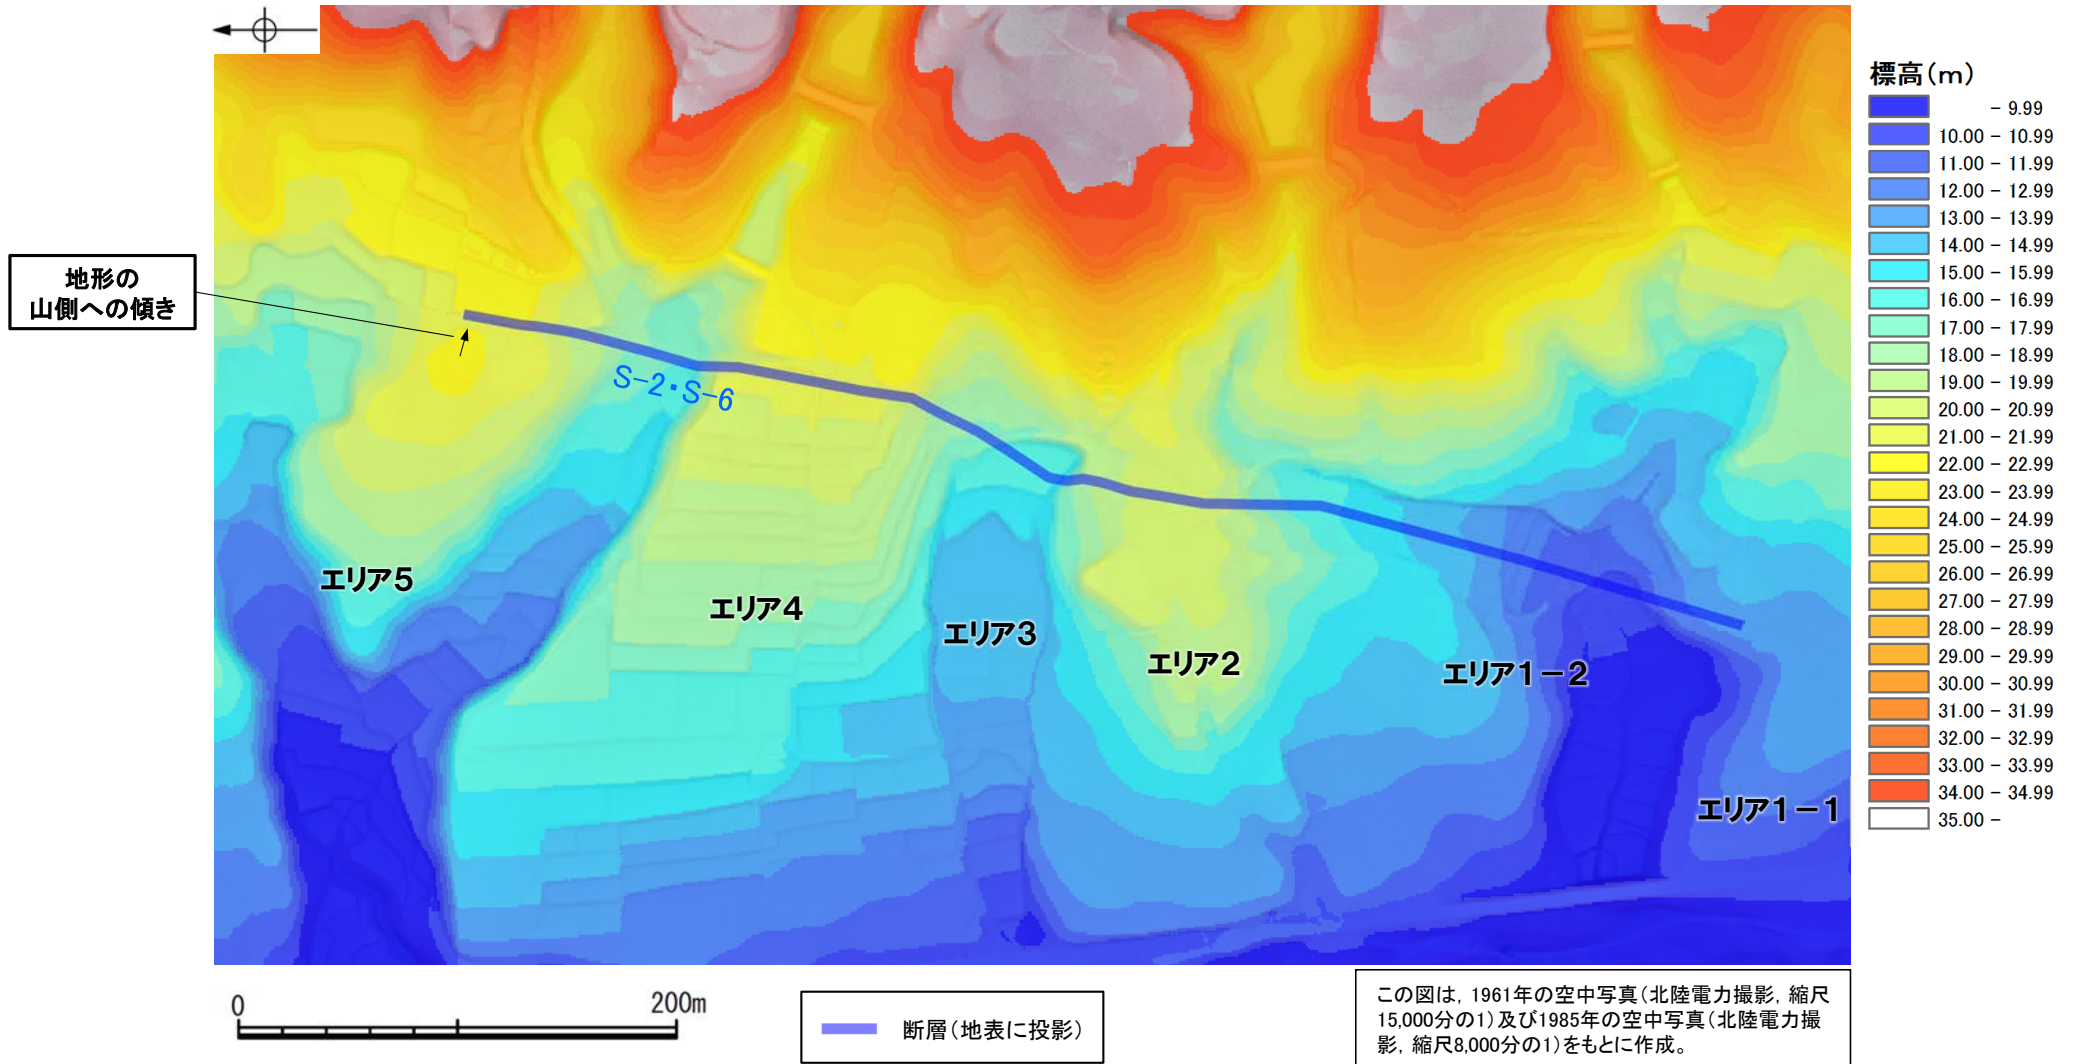 標高(m)
- 9.99
10.00 - 10.99
11.00 - 11.99
12.00 - 12.99
13.00 - 13.99
14.00 - 14.99
15.00 - 15.99
16.00 - 16.99
17.00 - 17.99
18.00 - 18.99
19.00 - 19.99
20.00 - 20.99
21.00 - 21.99
22.00 - 22.99
23.00 - 23.99
24.00 - 24.99
25.00 - 25.99
26.00 - 26.99
27.00 - 27.99
28.00 - 28.99
29.00 - 29.99
30.00 - 30.99
31.00 - 31.99
32.00 - 32.99
33.00 - 33.99
34.00 - 34.99
35.00 -
地形の
山側への傾き
S-2・S-6
エリア5
エリア4
エリア3
エリア2
エリア1-2
エリア1-1
0 200m
断層(地表に投影)
この図は,1961年の空中写真(北陸電力撮影,縮尺
15,000分の1)及び1985年の空中写真(北陸電力撮
影,縮尺8,000分の1)をもとに作成。